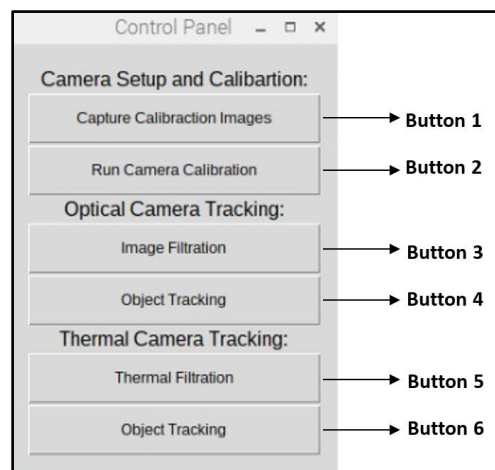 Control Panel
Camera Setup and Calibartion:
Capture Calibraction Images
Button 1
Run Camera Calibration
Button 2
Optical Camera Tracking:
Image Filtration
Button 3
Object Tracking
Button 4
Thermal Camera Tracking:
Thermal Filtration
Button 5
Object Tracking
Button 6